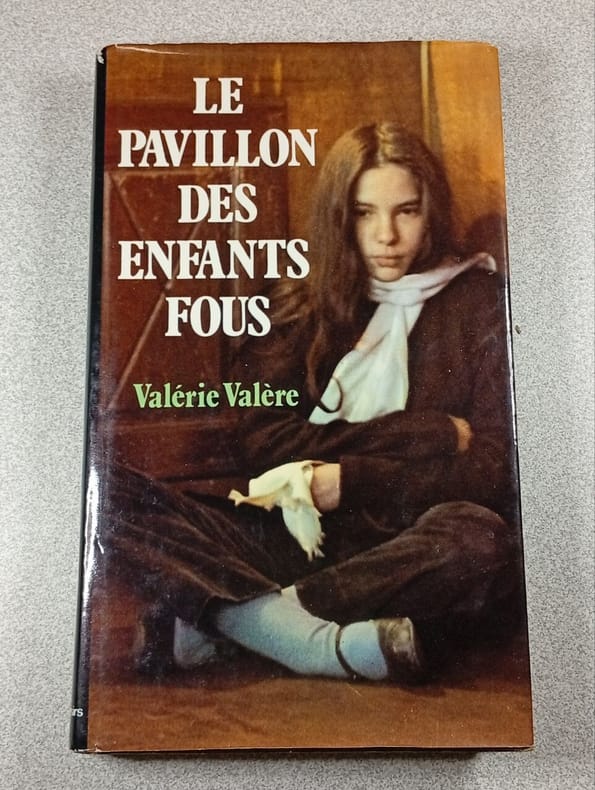 LE
PAVILLON
DES
ENFANTS
FOUS
Valérie Valère